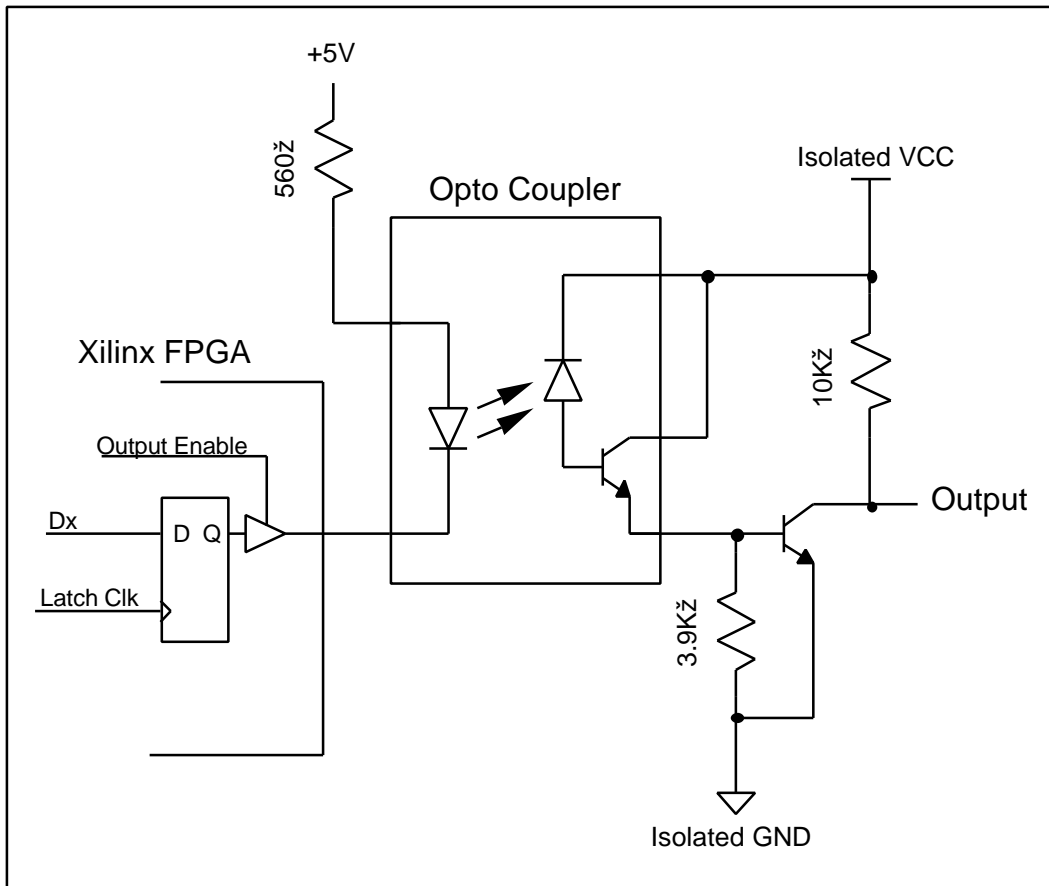 +5V
560ž
Isolated VCC
Opto Coupler
Xilinx FPGA
10Kž
Output Enable
Output
Dx
D Q
Latch Clk
3.9Kž
Isolated GND